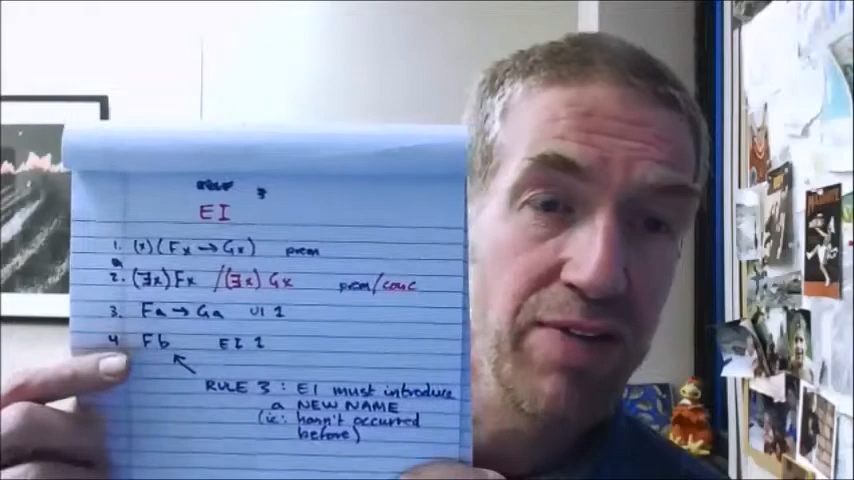 EI
1. (x)(Fx → Gx) prem
2. (∃x)Fx /(∃x)Gx prem/conc
3. Fa → Ga UI 1
4 Fb EI 2
RULE 3: EI must introduce
a NEW NAME
(ie: hasn't occurred
before)